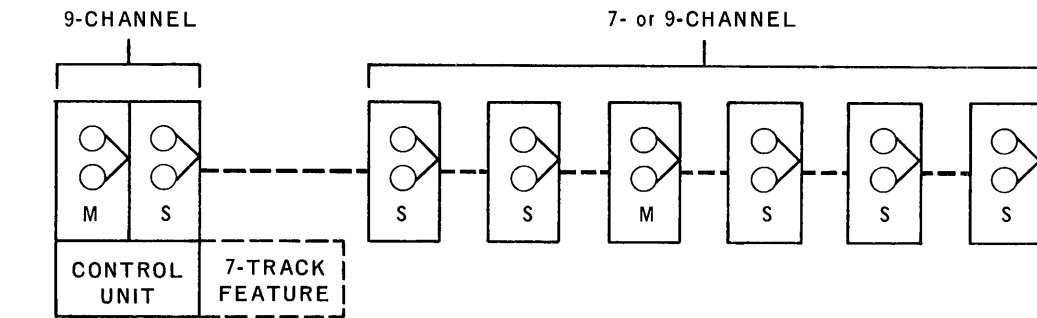 9-CHANNEL
7- or 9-CHANNEL
M S S S M S S S
CONTROL UNIT
7-TRACK FEATURE